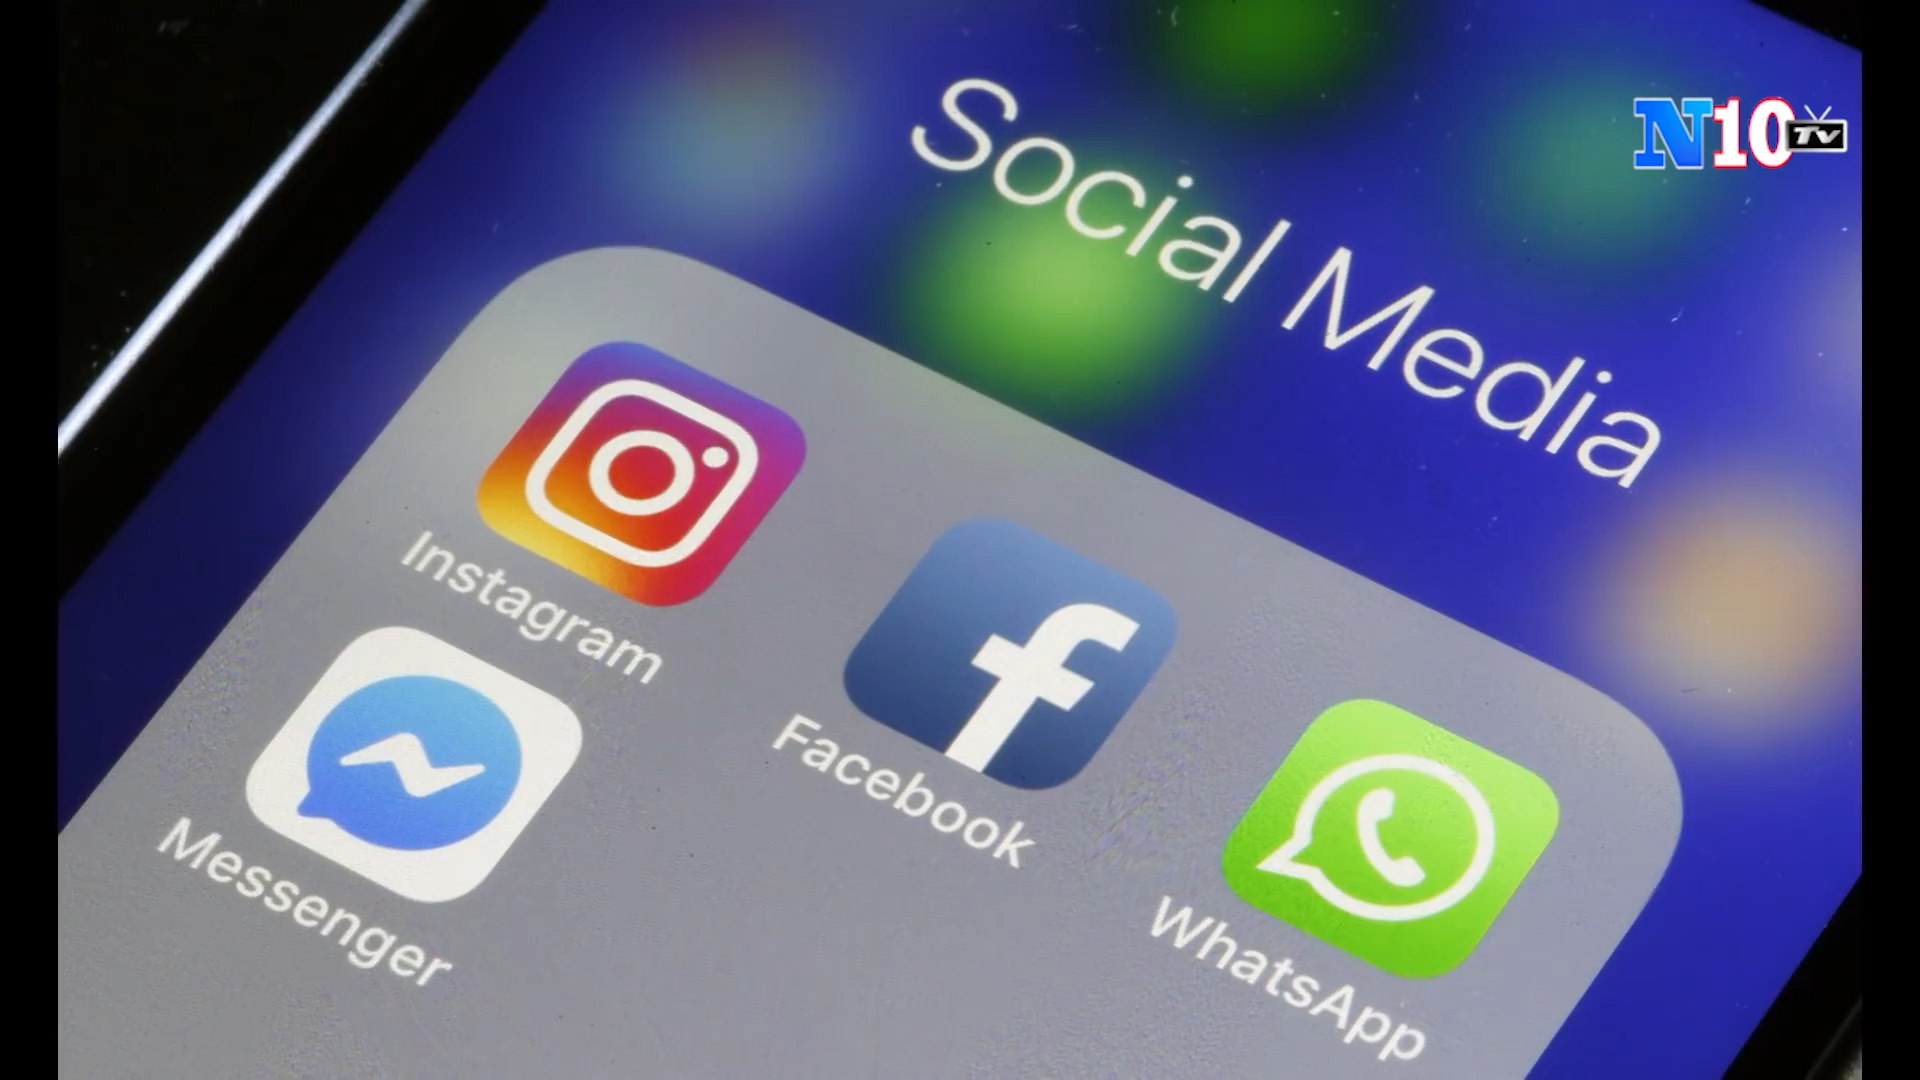 N10 TV
Social Media
Instagram
Facebook
WhatsApp
Messenger